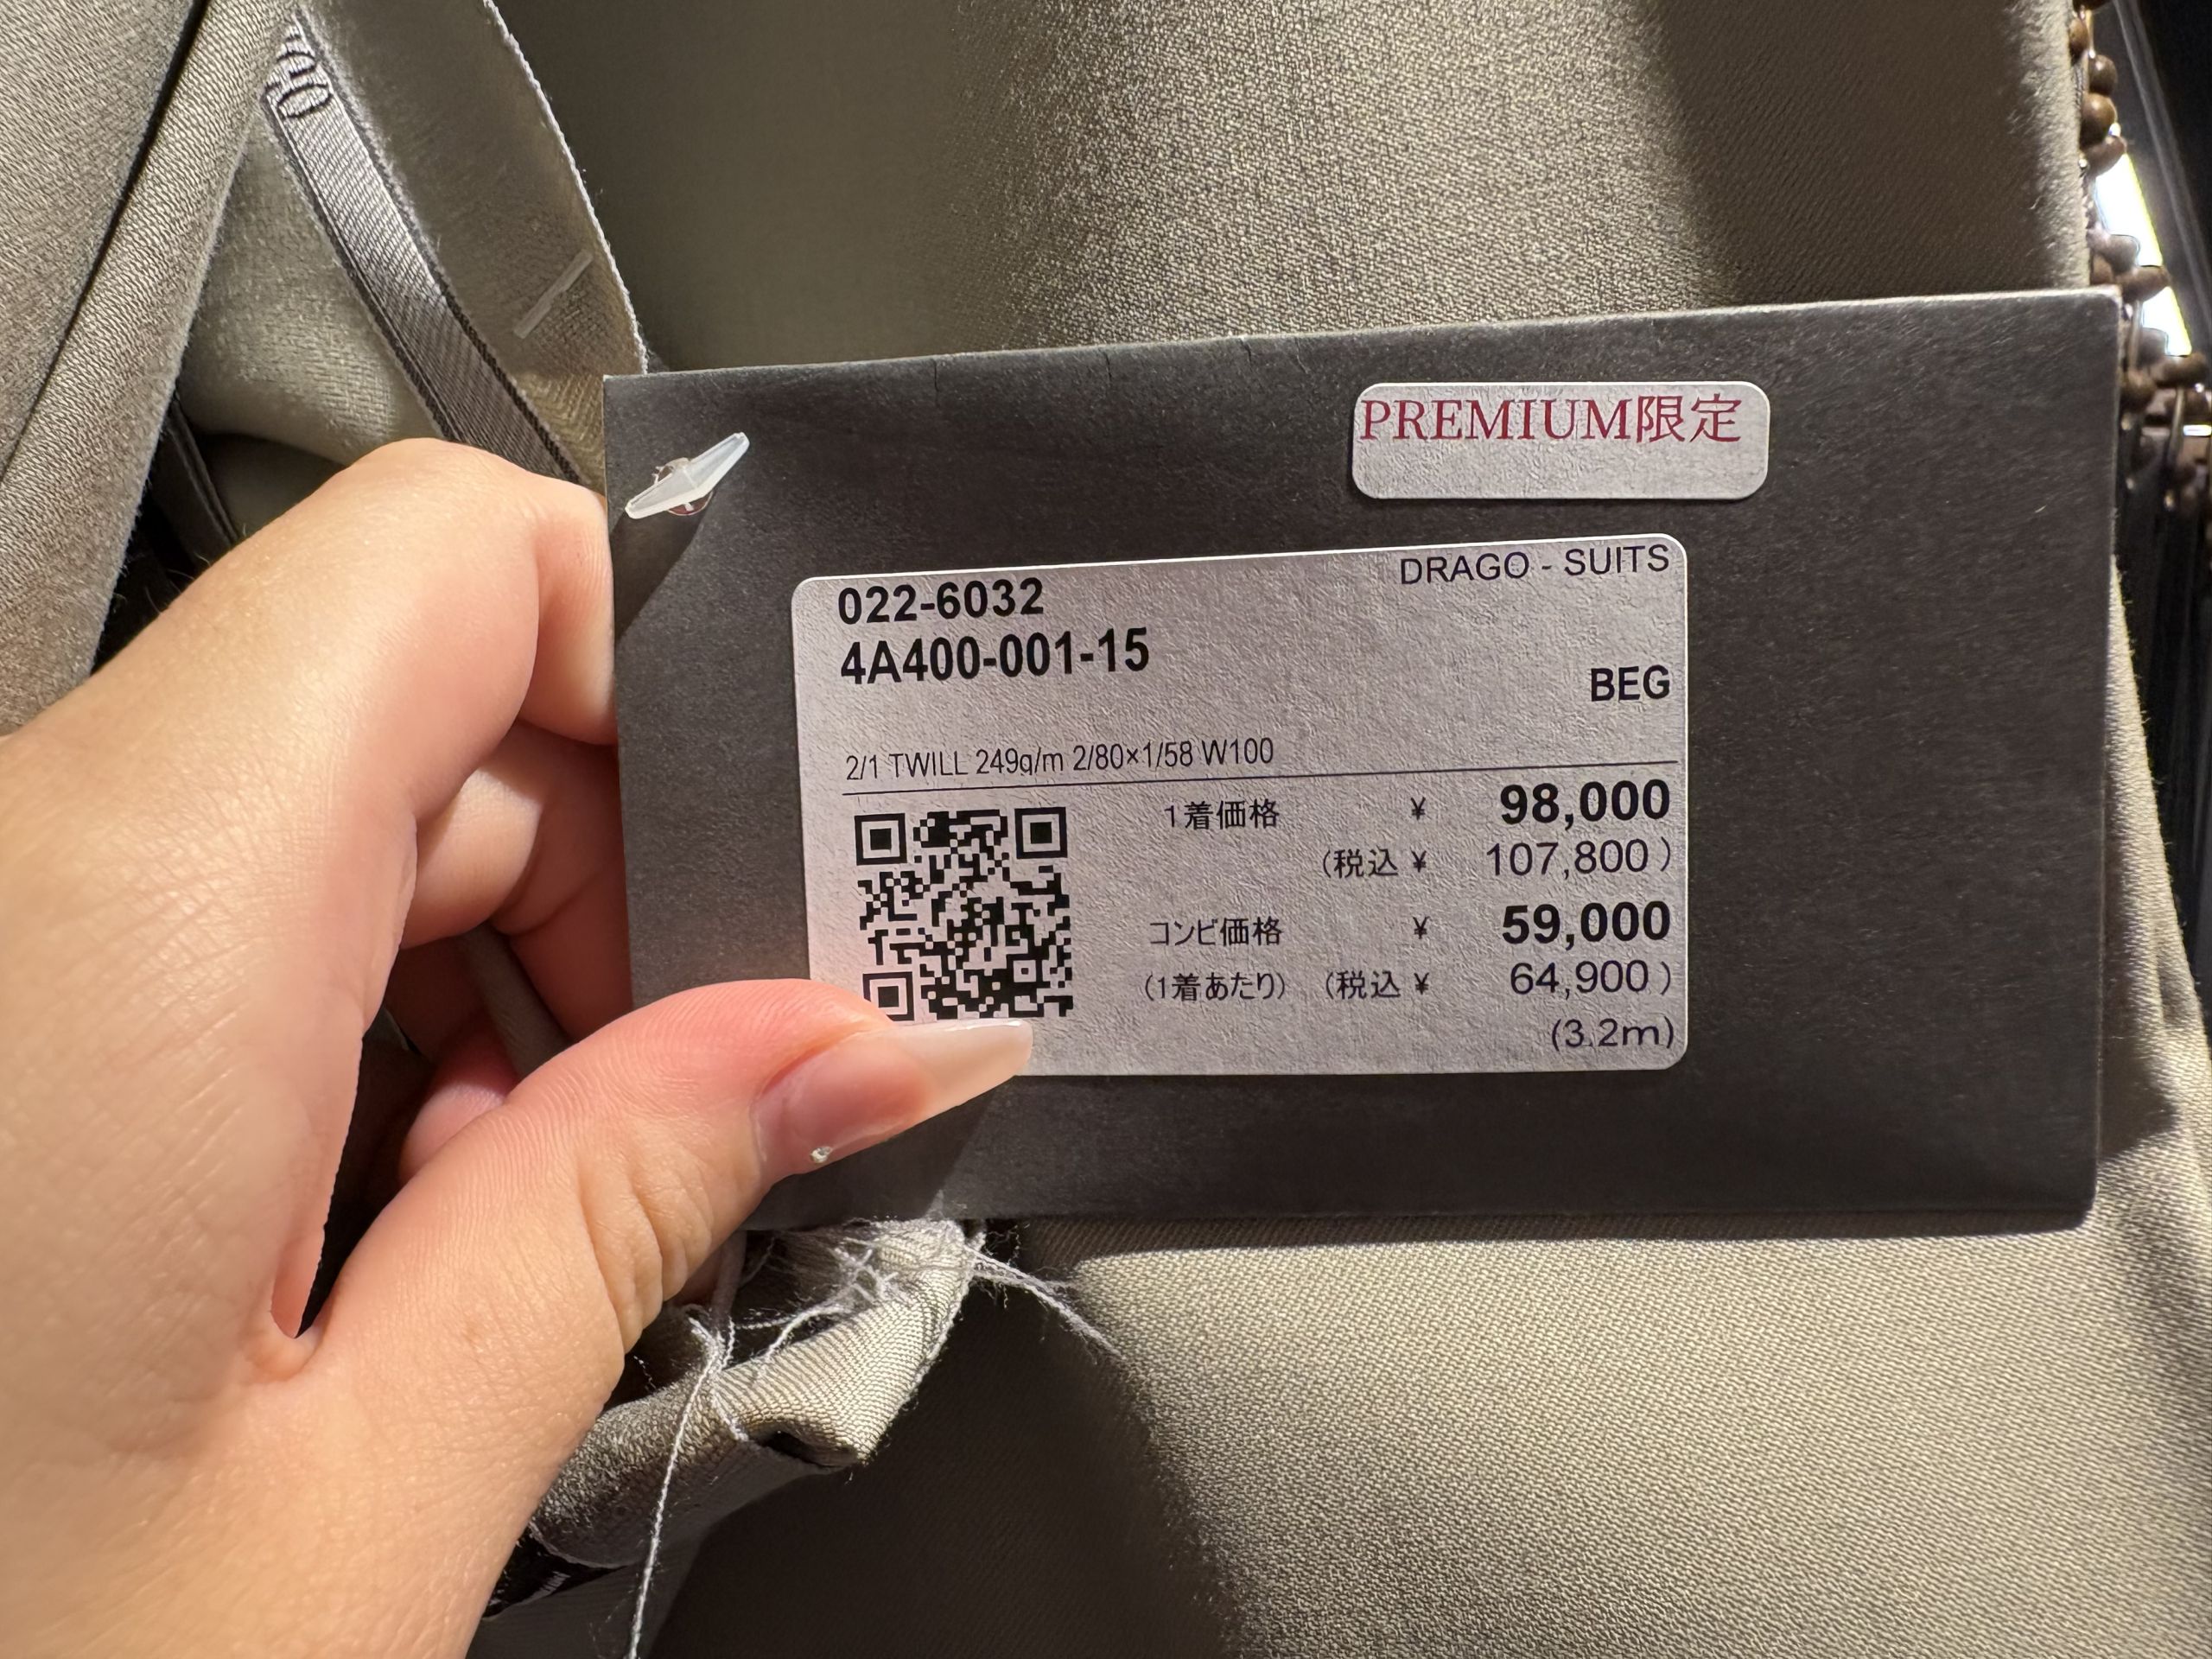 PREMIUM限定
DRAGO - SUITS
022-6032
4A400-001-15
BEG
2/1 TWILL 249g/m 2/80×1/58 W100
1着価格 ¥ 98,000
(税込 ¥ 107,800)
コンビ価格 ¥ 59,000
(1着あたり) (税込 ¥ 64,900)
(3.2m)